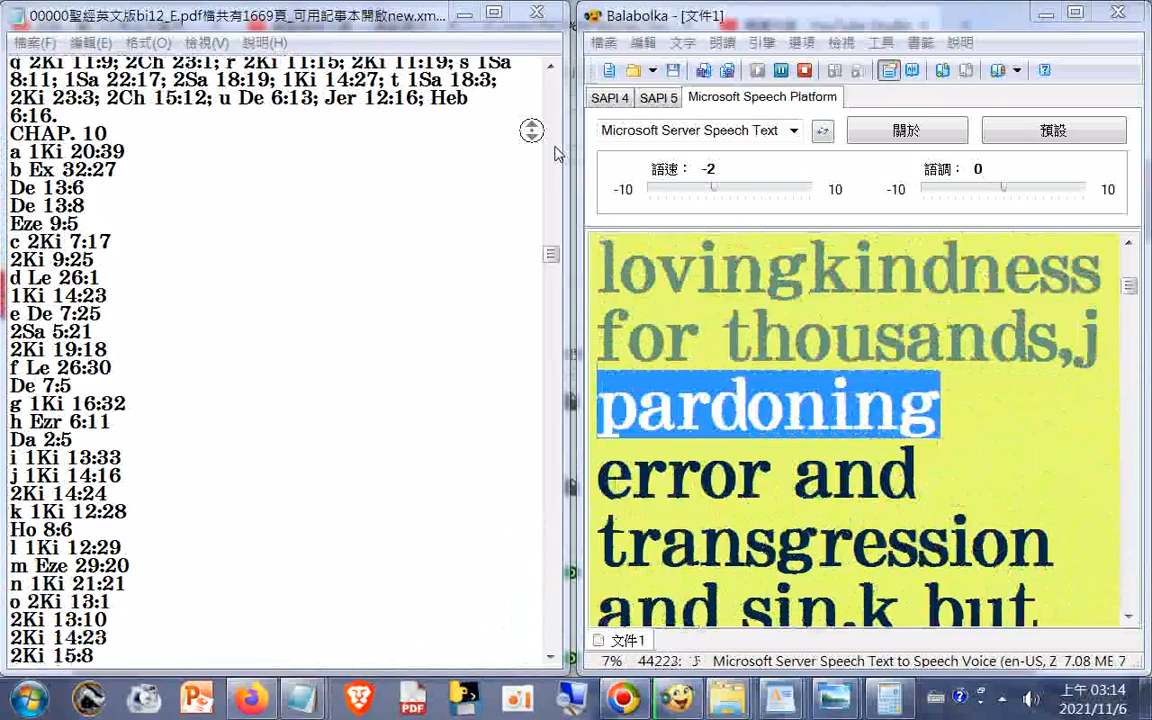 00000聖經英文版bi12_E.pdf檔共有1669頁_可用記事本開啟new.xm...
檔案(F) 編輯(E) 格式(O) 檢視(V) 說明(H)
q 2Ki 11:9; 2Ch 23:1; r 2Ki 11:15; 2Ki 11:19; s 1Sa
8:11; 1Sa 22:17; 2Sa 18:19; 1Ki 14:27; t 1Sa 18:3;
2Ki 23:3; 2Ch 15:12; u De 6:13; Jer 12:16; Heb
6:16.
CHAP. 10
a 1Ki 20:39
b Ex 32:27
De 13:6
De 13:8
Eze 9:5
c 2Ki 7:17
2Ki 9:25
d Le 26:1
1Ki 14:23
e De 7:25
2Sa 5:21
2Ki 19:18
f Le 26:30
De 7:5
g 1Ki 16:32
h Ezr 6:11
Da 2:5
i 1Ki 13:33
j 1Ki 14:16
2Ki 14:24
k 1Ki 12:28
Ho 8:6
l 1Ki 12:29
m Eze 29:20
n 1Ki 21:21
o 2Ki 13:1
2Ki 13:10
2Ki 14:23
2Ki 15:8
Balabolka - [文件1]
檔案 編輯 文字 朗讀 引擎 選項 檢視 工具 書籤 說明
SAPI 4 SAPI 5 Microsoft Speech Platform
Microsoft Server Speech Text 關於 預設
語速： -2 語調： 0
-10 10 -10 10
lovingkindness
for thousands,j
pardoning
error and
transgression
and sin,k but
文件1
7% 44223: Microsoft Server Speech Text to Speech Voice (en-US, Z 7.08 ME 7
PDF
上午 03:14
2021/11/6